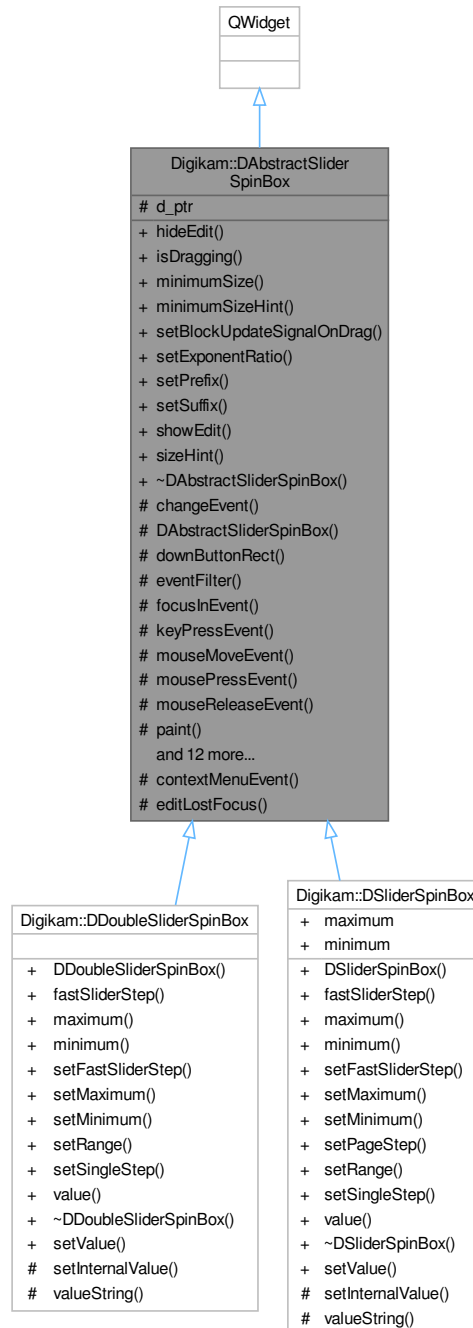 QWidget
Digikam::DAbstractSlider
SpinBox
# d_ptr
+ hideEdit()
+ isDragging()
+ minimumSize()
+ minimumSizeHint()
+ setBlockUpdateSignalOnDrag()
+ setExponentRatio()
+ setPrefix()
+ setSuffix()
+ showEdit()
+ sizeHint()
+ ~DAbstractSliderSpinBox()
# changeEvent()
# DAbstractSliderSpinBox()
# downButtonRect()
# eventFilter()
# focusInEvent()
# keyPressEvent()
# mouseMoveEvent()
# mousePressEvent()
# mouseReleaseEvent()
# paint()
and 12 more...
# contextMenuEvent()
# editLostFocus()
Digikam::DDoubleSliderSpinBox
+ DDoubleSliderSpinBox()
+ fastSliderStep()
+ maximum()
+ minimum()
+ setFastSliderStep()
+ setMaximum()
+ setMinimum()
+ setRange()
+ setSingleStep()
+ value()
+ ~DDoubleSliderSpinBox()
+ setValue()
# setInternalValue()
# valueString()
Digikam::DSliderSpinBox
+ maximum
+ minimum
+ DSliderSpinBox()
+ fastSliderStep()
+ maximum()
+ minimum()
+ setFastSliderStep()
+ setMaximum()
+ setMinimum()
+ setPageStep()
+ setRange()
+ setSingleStep()
+ value()
+ ~DSliderSpinBox()
+ setValue()
# setInternalValue()
# valueString()